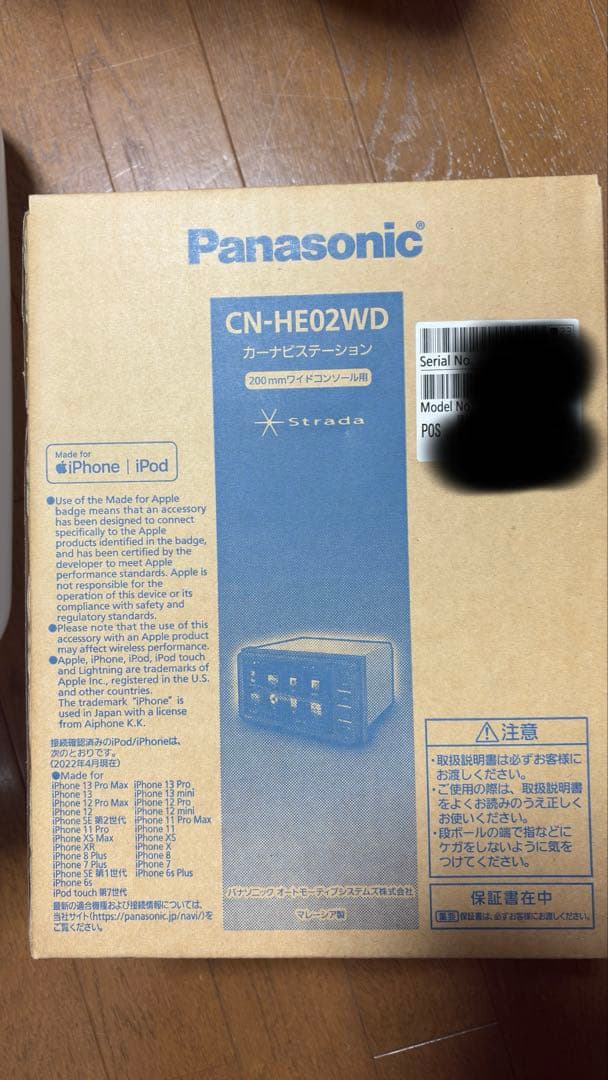 Panasonic®
CN-HE02WD
カーナビステーション
200mmワイドコンソール用
Strada
Serial No
Model No
POS
Made for
iPhone | iPod
●Use of the Made for Apple
badge means that an accessory
has been designed to connect
specifically to the Apple
products identified in the badge,
and has been certified by the
developer to meet Apple
performance standards. Apple is
not responsible for the
operation of this device or its
compliance with safety and
regulatory standards.
●Please note that the use of this
accessory with an Apple product
may affect wireless performance.
●Apple, iPhone, iPod, iPod touch
and Lightning are trademarks of
Apple Inc., registered in the U.S.
and other countries.
The trademark "iPhone" is
used in Japan with a license
from Aiphone K.K.
接続確認済みのiPod/iPhoneは、
次のとおりです。
(2022年4月現在)
●Made for
iPhone 13 Pro Max iPhone 13 Pro
iPhone 13 iPhone 13 mini
iPhone 12 Pro Max iPhone 12 Pro
iPhone 12 iPhone 12 mini
iPhone SE 第2世代 iPhone 11 Pro Max
iPhone 11 Pro iPhone 11
iPhone XS Max iPhone XS
iPhone XR iPhone X
iPhone 8 Plus iPhone 8
iPhone 7 Plus iPhone 7
iPhone SE 第1世代 iPhone 6s Plus
iPhone 6s
iPod touch 第7世代
最新の適合機種および接続情報については、
当社サイト(https://panasonic.jp/navi/)を
ご覧ください。
パナソニック オートモーティブシステムズ株式会社
マレーシア製
注意
・取扱説明書は必ずお客様に
お渡しください。
・ご使用の際は、取扱説明書
をよくお読みのうえ正しく
お使いください。
・段ボールの端で指などに
ケガをしないように気を
つけてください。
保証書在中
重要 保証書は、必ずお客様にお渡しください。